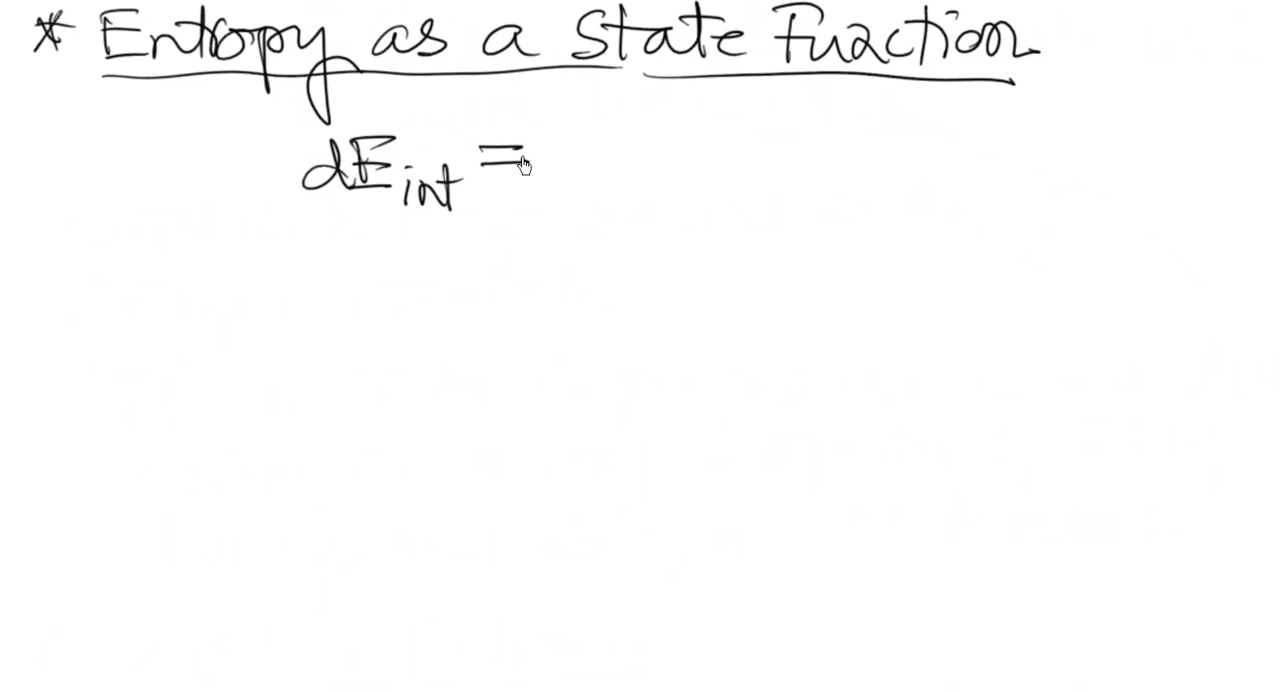 * Entropy as a State Function
dE_int =